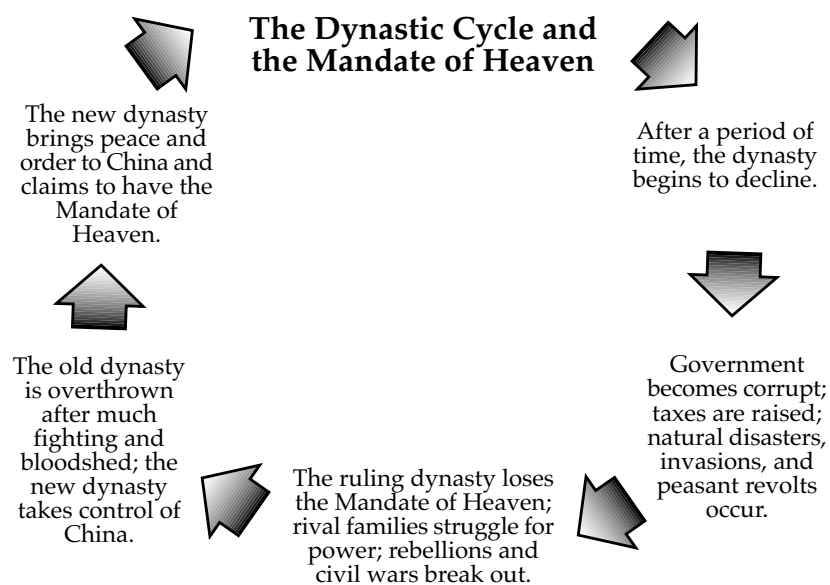 The Dynastic Cycle and
the Mandate of Heaven
After a period of
time, the dynasty
begins to decline.
Government
becomes corrupt;
taxes are raised;
natural disasters,
invasions, and
peasant revolts
occur.
The ruling dynasty loses
the Mandate of Heaven;
rival families struggle for
power; rebellions and
civil wars break out.
The old dynasty
is overthrown
after much
fighting and
bloodshed; the
new dynasty
takes control of
China.
The new dynasty
brings peace and
order to China and
claims to have the
Mandate of
Heaven.